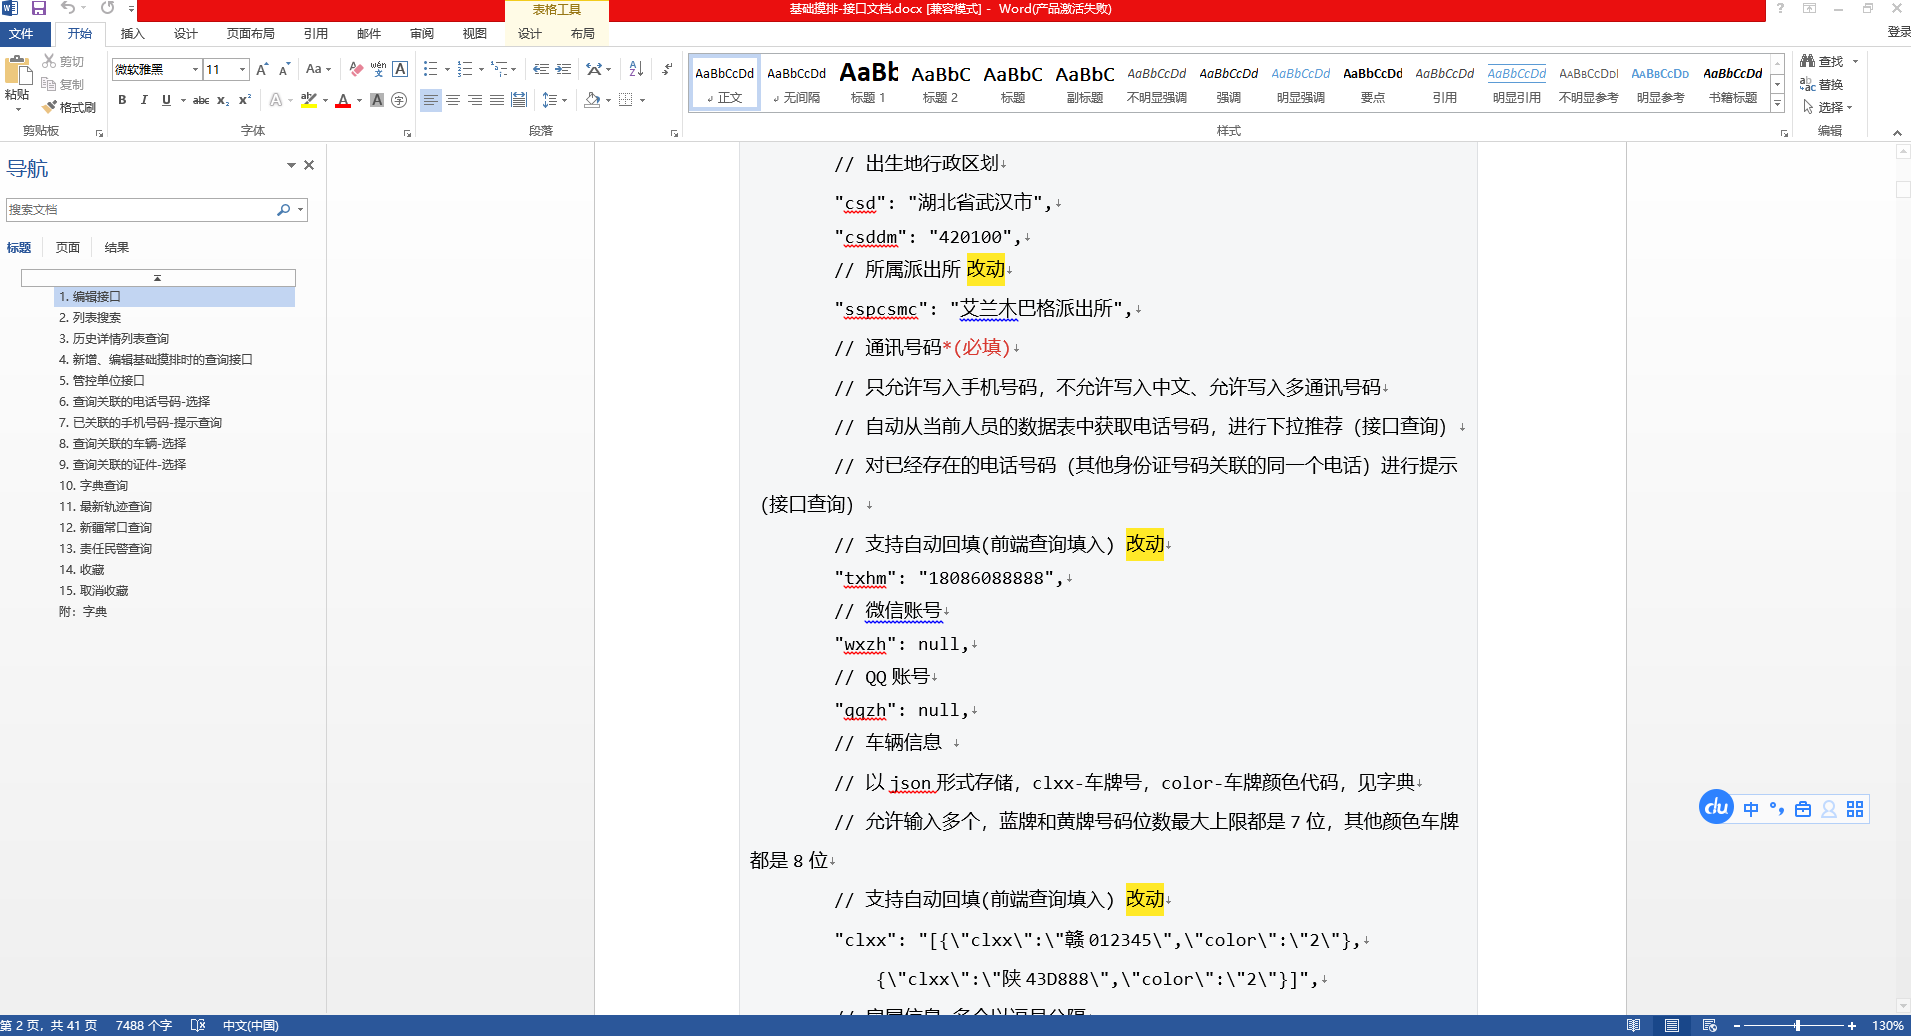 表格工具
基础摸排-接口文档.docx [兼容模式] - Word(产品激活失败)
文件 开始 插入 设计 页面布局 引用 邮件 审阅 视图 设计 布局 登录
粘贴 剪切 复制 格式刷
微软雅黑 11
查找 替换 选择
AaBbCcDd 正文
AaBbCcDd 无间隔
AaBb 标题 1
AaBbC 标题 2
AaBbC 标题
AaBbC 副标题
AaBbCcDd 不明显强调
AaBbCcDd 强调
AaBbCcDd 明显强调
AaBbCcDd 要点
AaBbCcDd 引用
AaBbCcDd 明显引用
AaBbCcDd 不明显参考
AaBbCcDd 明显参考
AaBbCcDd 书籍标题
剪贴板 字体 段落 样式 编辑
导航
搜索文档
标题 页面 结果
1. 编辑接口
2. 列表搜索
3. 历史详情列表查询
4. 新增、编辑基础摸排时的查询接口
5. 管控单位接口
6. 查询关联的电话号码-选择
7. 已关联的手机号码-提示查询
8. 查询关联的车辆-选择
9. 查询关联的证件-选择
10. 字典查询
11. 最新轨迹查询
12. 新疆常口查询
13. 责任民警查询
14. 收藏
15. 取消收藏
附：字典
// 出生地行政区划
"csd": "湖北省武汉市",
"csddm": "420100",
// 所属派出所 改动
"sspcsmc": "艾兰木巴格派出所",
// 通讯号码*(必填)
// 只允许写入手机号码，不允许写入中文、允许写入多通讯号码
// 自动从当前人员的数据表中获取电话号码，进行下拉推荐（接口查询）
// 对已经存在的电话号码（其他身份证号码关联的同一个电话）进行提示
（接口查询）
// 支持自动回填(前端查询填入） 改动
"txhm": "18086088888",
// 微信账号
"wxzh": null,
// QQ 账号
"qqzh": null,
// 车辆信息
// 以 json 形式存储，clxx-车牌号，color-车牌颜色代码，见字典
// 允许输入多个，蓝牌和黄牌号码位数最大上限都是 7 位，其他颜色车牌
都是 8 位
// 支持自动回填(前端查询填入） 改动
"clxx": "[{\"clxx\":\"赣 012345\",\"color\":\"2\"},
{\"clxx\":\"陕 43D888\",\"color\":\"2\"}]",
du 中
第 2 页，共 41 页 7488 个字 中文(中国) 130%